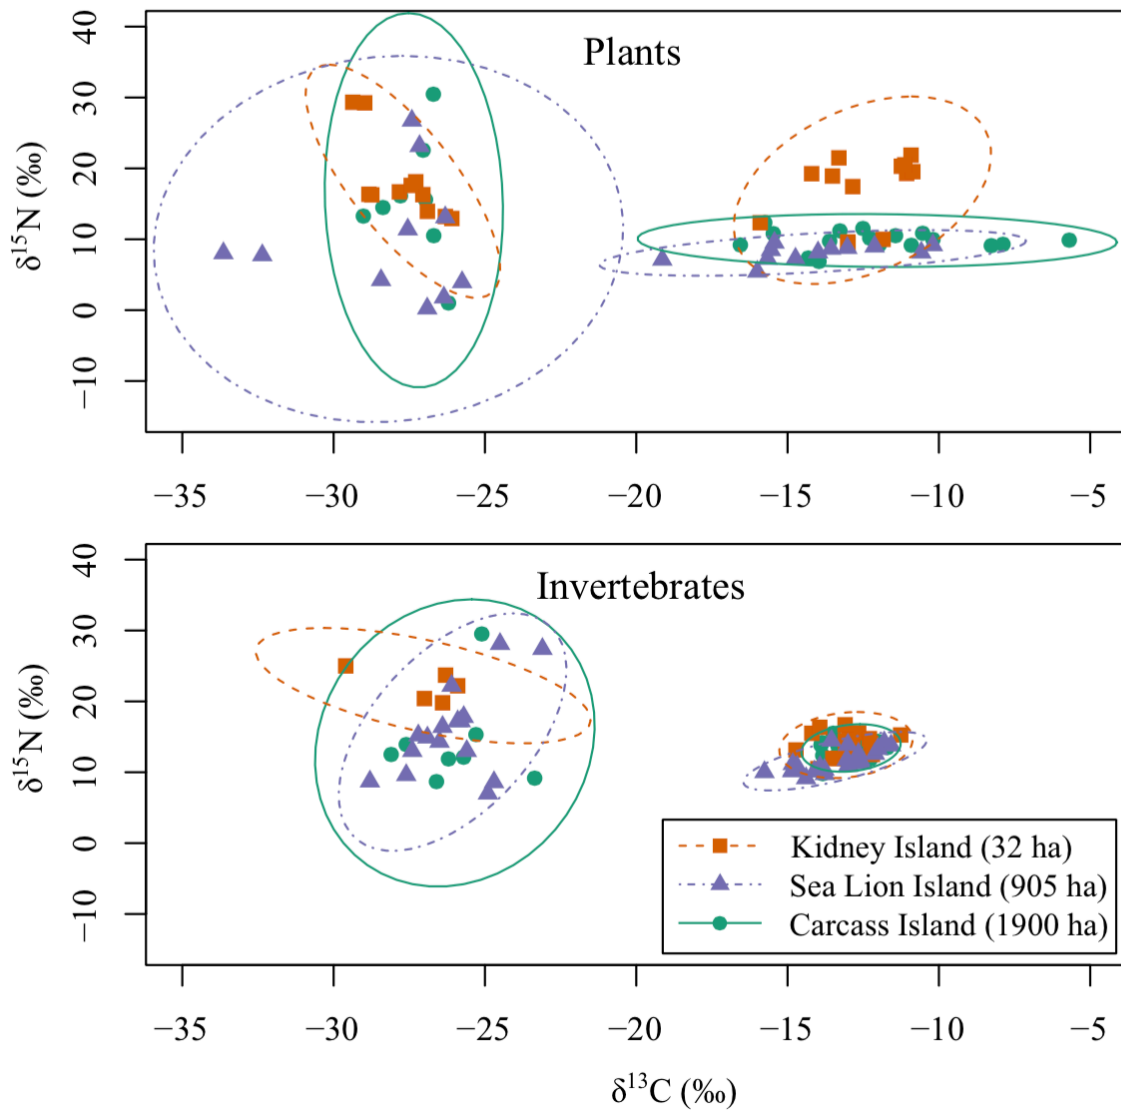 Plants
δ¹⁵N (‰)
40
30
20
10
0
−10
−35 −30 −25 −20 −15 −10 −5
Invertebrates
δ¹⁵N (‰)
40
30
20
10
0
−10
Kidney Island (32 ha)
Sea Lion Island (905 ha)
Carcass Island (1900 ha)
−35 −30 −25 −20 −15 −10 −5
δ¹³C (‰)